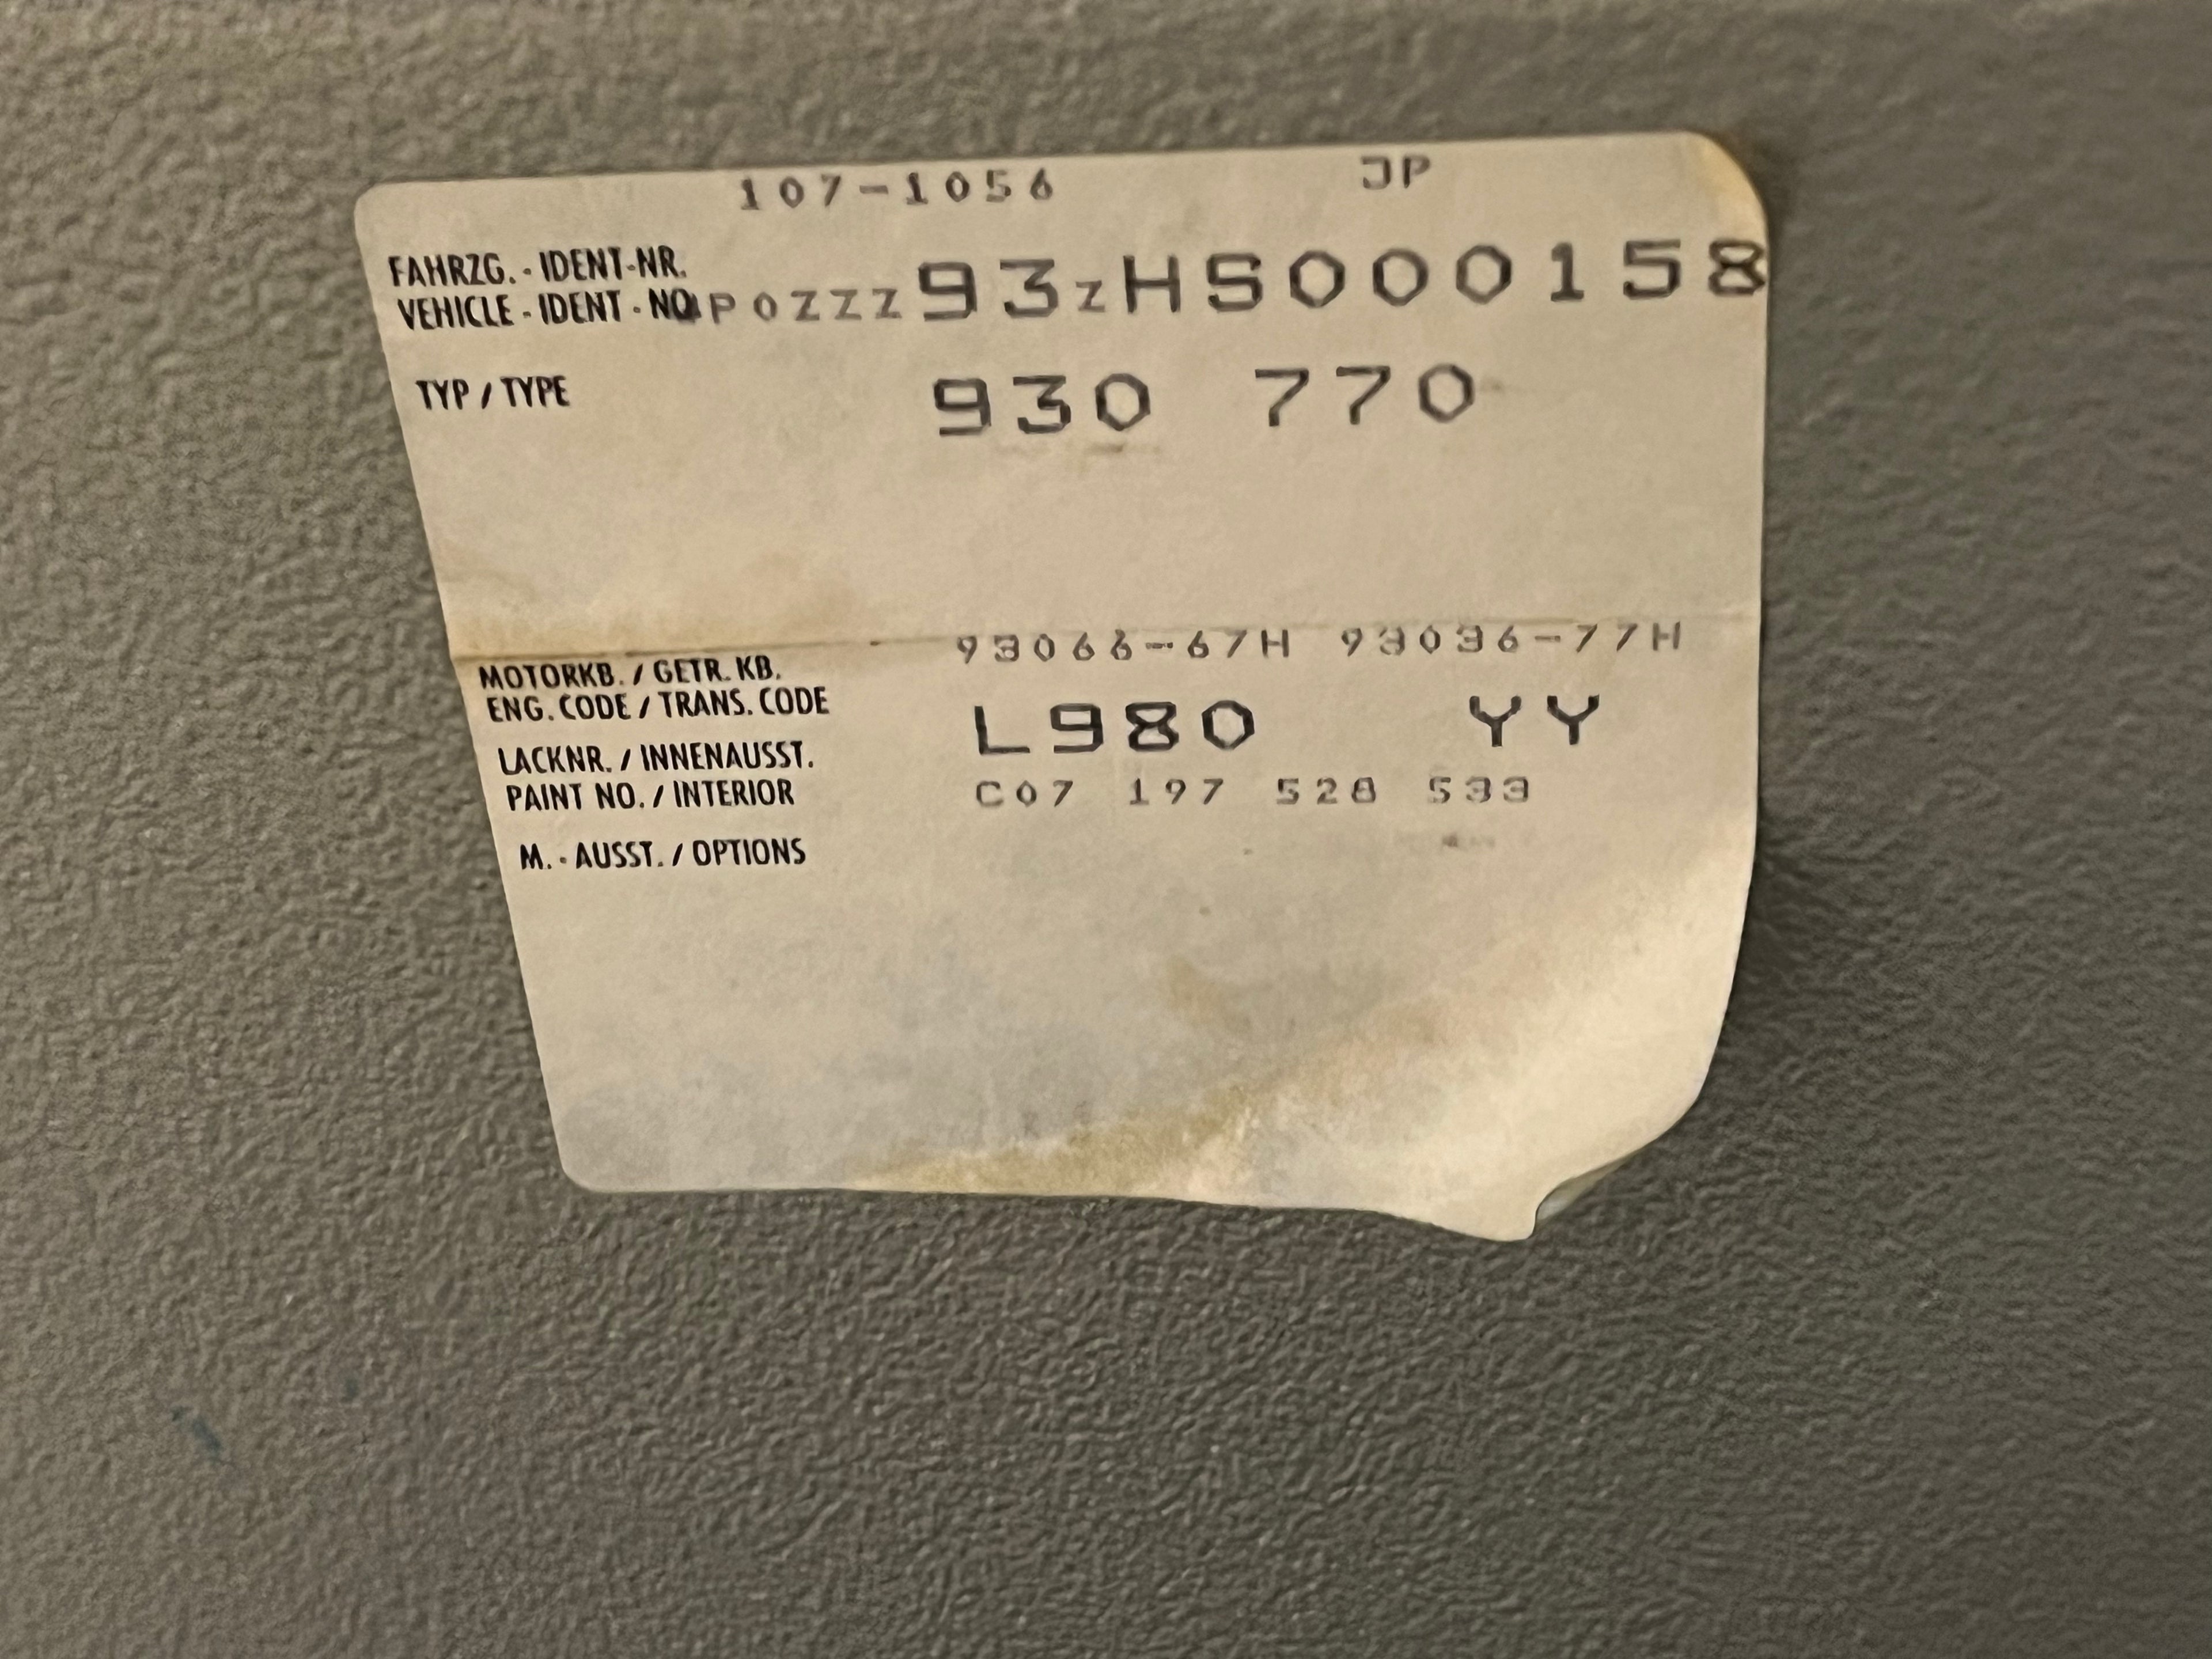 107-1056 JP
FAHRZG. - IDENT-NR.
VEHICLE - IDENT - NO. WP0ZZZ93ZHS000158
TYP / TYPE 930 770
93066-67H 93036-77H
MOTORKB. / GETR. KB.
ENG. CODE / TRANS. CODE
L980 YY
LACKNR. / INNENAUSST.
PAINT NO. / INTERIOR
C07 197 528 533
M. - AUSST. / OPTIONS